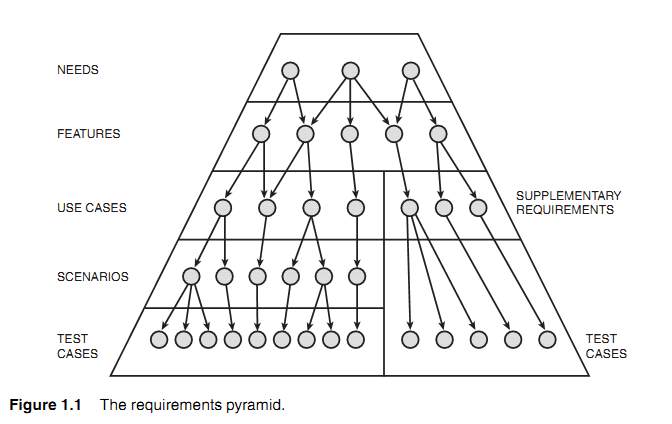 NEEDS
FEATURES
USE CASES
SUPPLEMENTARY
REQUIREMENTS
SCENARIOS
TEST
CASES
TEST
CASES
Figure 1.1 The requirements pyramid.